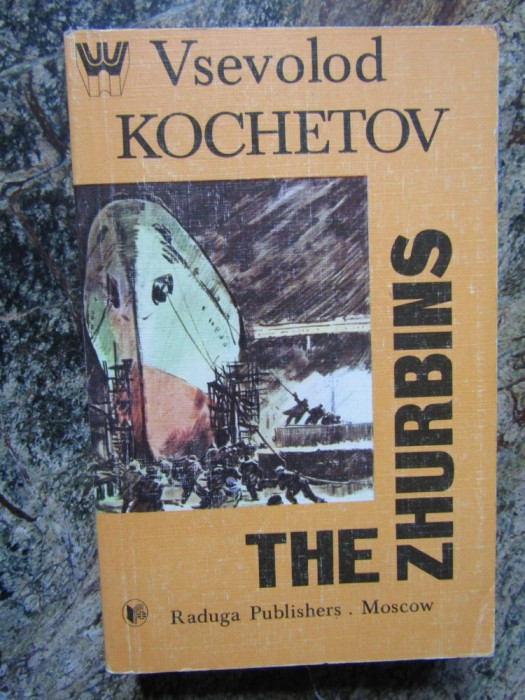 Vsevolod
KOCHETOV
THE
ZHURBINS
Raduga Publishers . Moscow